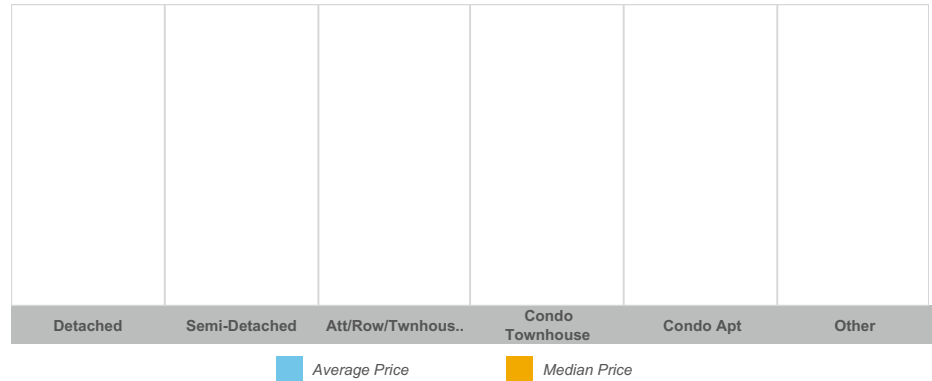 Detached
Semi-Detached
Att/Row/Twnhous..
Condo
Townhouse
Condo Apt
Other
Average Price
Median Price